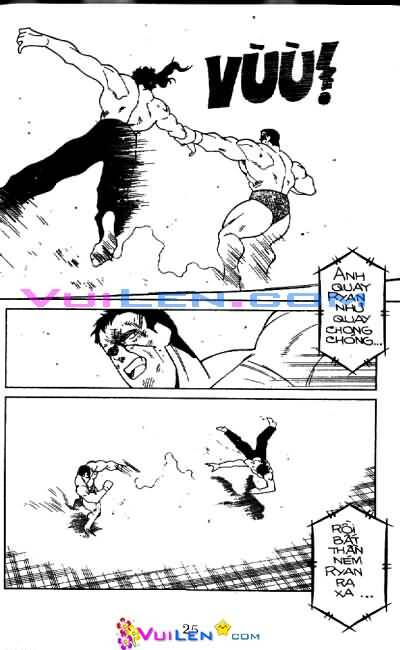 VÙÙ!
ANH
QUAY
RYAN
NHƯ
QUAY
CHONG
CHÓNG...
VuiLen.com
RỒI
BẤT
THẦN
NÉM
RYAN
RA
XA...
25
VuiLen.com